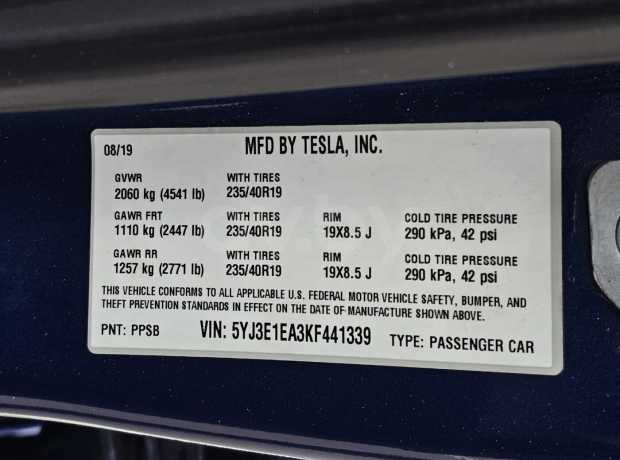 08/19 MFD BY TESLA, INC.
GVWR WITH TIRES
2060 kg (4541 lb) 235/40R19
GAWR FRT WITH TIRES RIM COLD TIRE PRESSURE
1110 kg (2447 lb) 235/40R19 19X8.5 J 290 kPa, 42 psi
GAWR RR WITH TIRES RIM COLD TIRE PRESSURE
1257 kg (2771 lb) 235/40R19 19X8.5 J 290 kPa, 42 psi
THIS VEHICLE CONFORMS TO ALL APPLICABLE U.S. FEDERAL MOTOR VEHICLE SAFETY, BUMPER, AND
THEFT PREVENTION STANDARDS IN EFFECT ON THE DATE OF MANUFACTURE SHOWN ABOVE.
PNT: PPSB VIN: 5YJ3E1EA3KF441339 TYPE: PASSENGER CAR